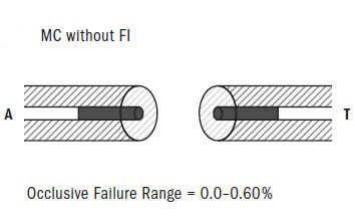 MC without FI
A
T
Occlusive Failure Range = 0.0–0.60%